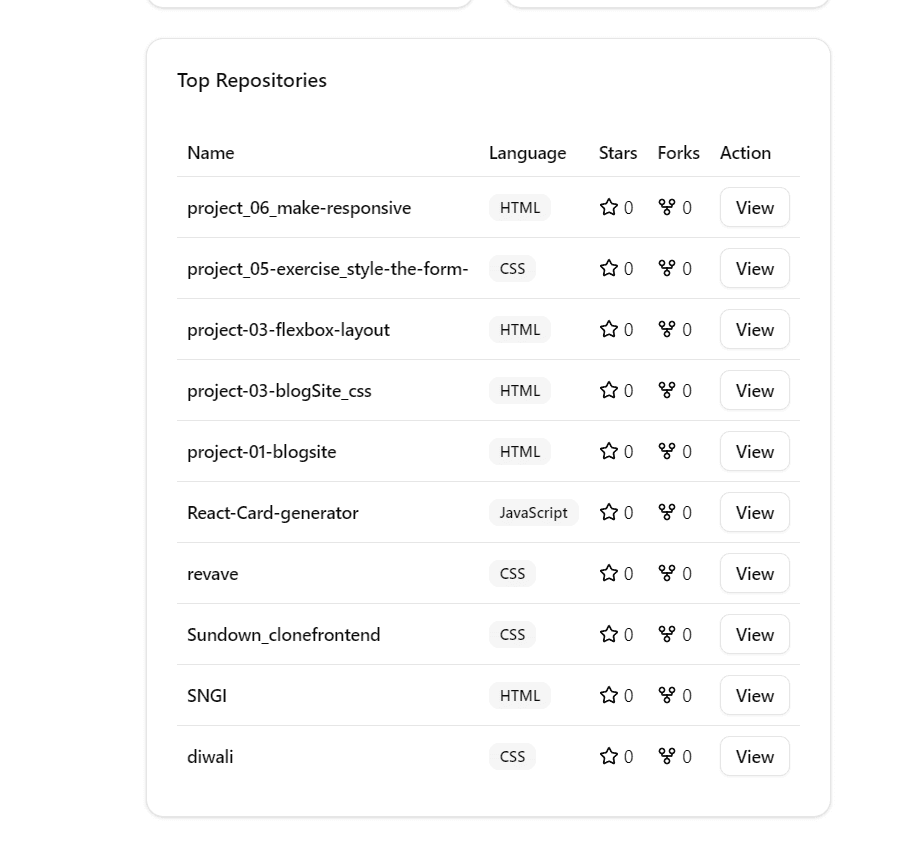 Top Repositories
Name Language Stars Forks Action
project_06_make-responsive HTML 0 0 View
project_05-exercise_style-the-form- CSS 0 0 View
project-03-flexbox-layout HTML 0 0 View
project-03-blogSite_css HTML 0 0 View
project-01-blogsite HTML 0 0 View
React-Card-generator JavaScript 0 0 View
revave CSS 0 0 View
Sundown_clonefrontend CSS 0 0 View
SNGI HTML 0 0 View
diwali CSS 0 0 View